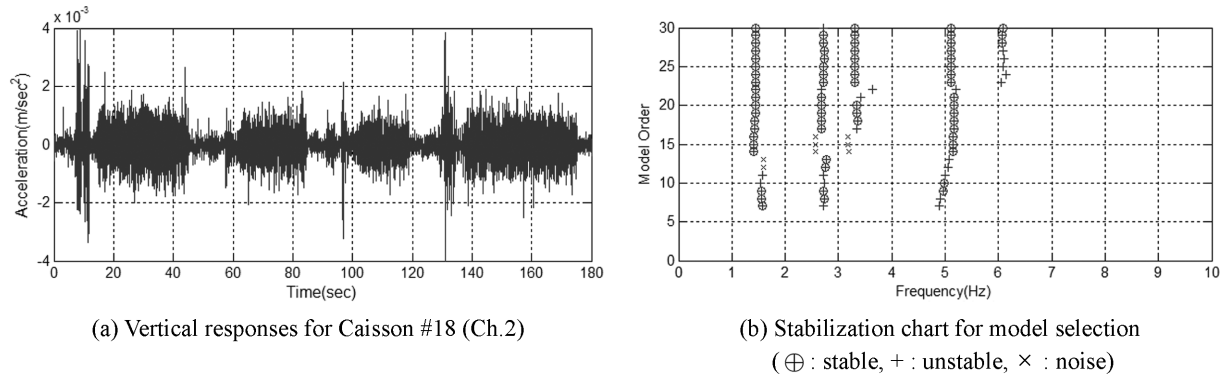 x 10⁻³
4
2
0
-2
-4
Acceleration(m/sec²)
0 20 40 60 80 100 120 140 160 180
Time(sec)
(a) Vertical responses for Caisson #18 (Ch.2)
30
25
20
15
10
5
0
Model Order
0 1 2 3 4 5 6 7 8 9 10
Frequency(Hz)
(b) Stabilization chart for model selection
(⊕ : stable, + : unstable, × : noise)